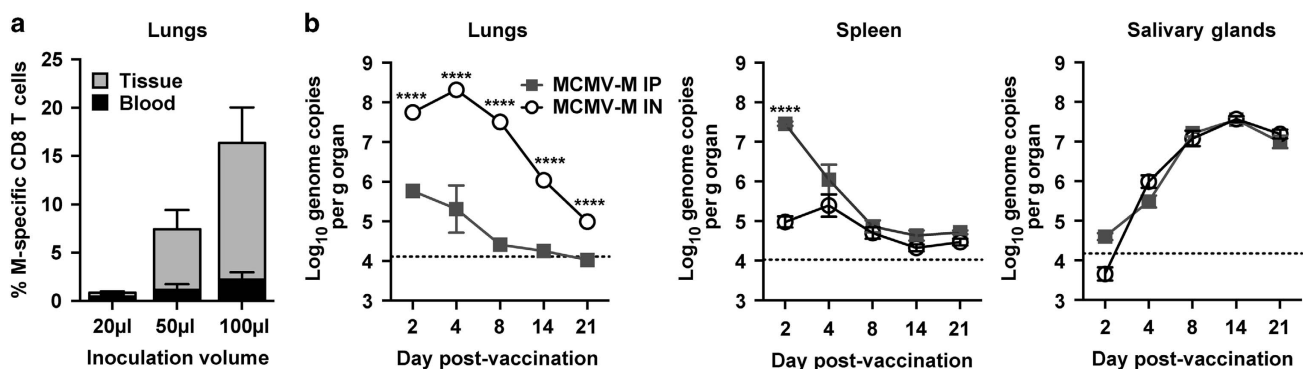 a
Lungs
% M-specific CD8 T cells
25
20
15
10
5
0
Tissue
Blood
20µl 50µl 100µl
Inoculation volume
b
Lungs
Log10 genome copies
per g organ
9
8
7
6
5
4
3
**** **** **** **** ****
MCMV-M IP
MCMV-M IN
2 4 8 14 21
Day post-vaccination
Spleen
Log10 genome copies
per g organ
9
8
7
6
5
4
3
****
2 4 8 14 21
Day post-vaccination
Salivary glands
Log10 genome copies
per g organ
9
8
7
6
5
4
3
2 4 8 14 21
Day post-vaccination